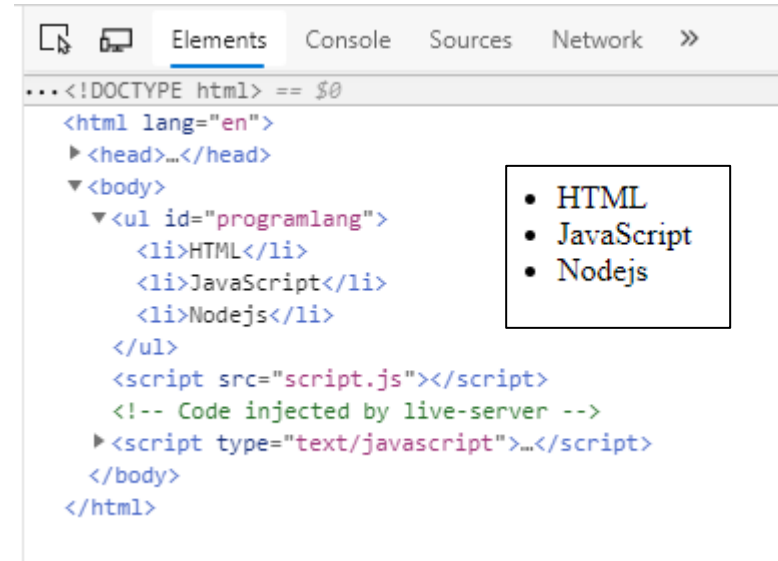 Elements Console Sources Network »
...<!DOCTYPE html> == $0
<html lang="en">
<head>…</head>
<body>
<ul id="programlang">
<li>HTML</li>
<li>JavaScript</li>
<li>Nodejs</li>
</ul>
<script src="script.js"></script>
<!-- Code injected by live-server -->
<script type="text/javascript">…</script>
</body>
</html>
HTML
JavaScript
Nodejs